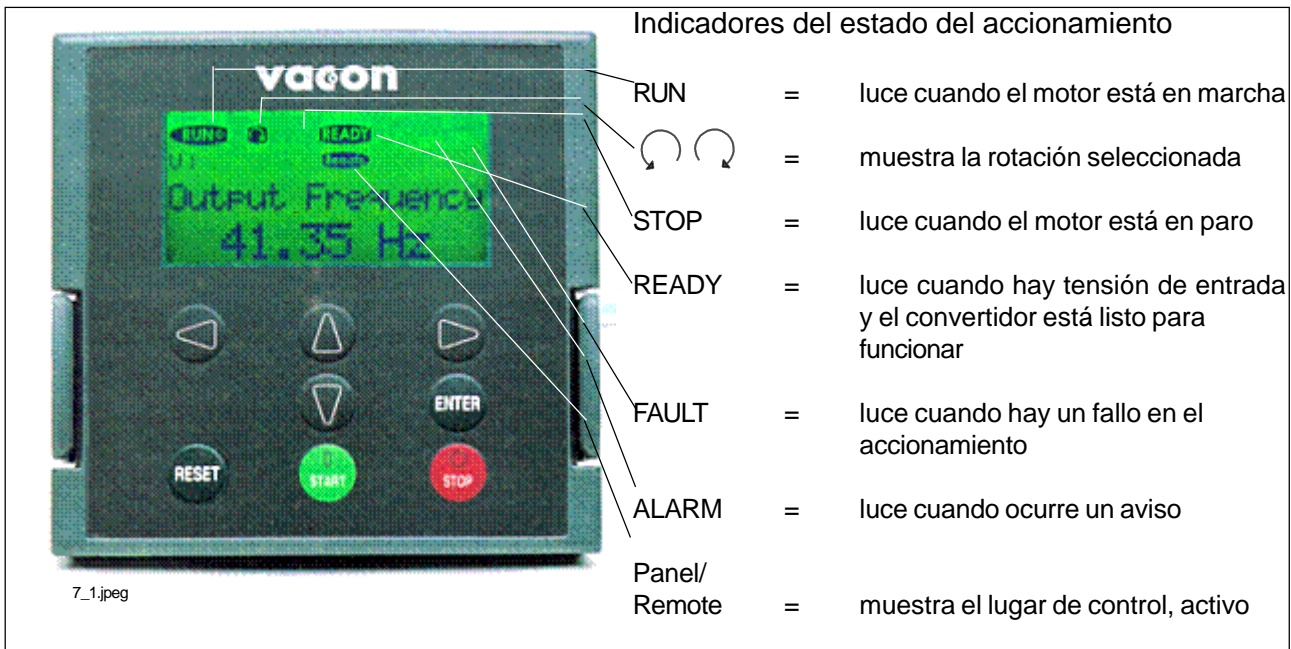 Indicadores del estado del accionamiento
vacon
RUN
READY
Remote
V1
Output Frequency
41.35 Hz
ENTER
RESET
START
STOP
7_1.jpeg
RUN = luce cuando el motor está en marcha
= muestra la rotación seleccionada
STOP = luce cuando el motor está en paro
READY = luce cuando hay tensión de entrada
y el convertidor está listo para
funcionar
FAULT = luce cuando hay un fallo en el
accionamiento
ALARM = luce cuando ocurre un aviso
Panel/
Remote = muestra el lugar de control, activo